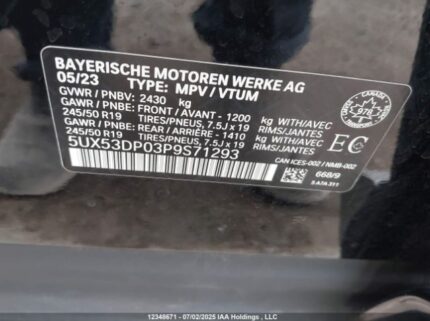 BAYERISCHE MOTOREN WERKE AG
05/23 TYPE: MPV / VTUM
GVWR / PNBV: 2430 kg
GAWR / PNBE: FRONT / AVANT - 1200 kg WITH/AVEC
245/50 R19 TIRES/PNEUS, 7.5J x 19 RIMS/JANTES
GAWR / PNBE: REAR / ARRIÈRE - 1410 kg WITH/AVEC
245/50 R19 TIRES/PNEUS, 7.5J x 19 RIMS/JANTES
5UX53DP03P9S71293
CANADA
978
EC
CAN ICES-002 / NMB-002
668/9
12348671 - 07/02/2025 IAA Holdings, LLC